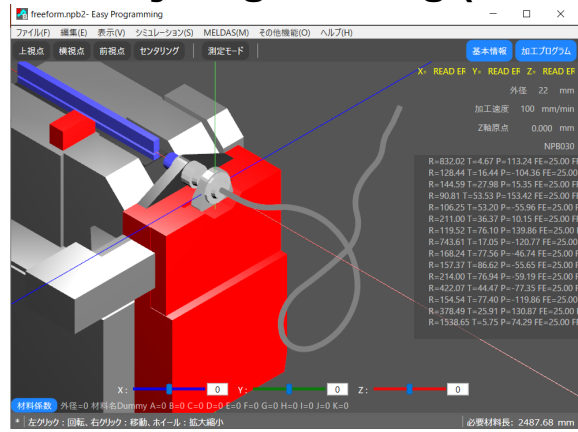 freeform.npb2- Easy Programming
ファイル(F) 編集(E) 表示(V) シミュレーション(S) MELDAS(M) その他機能(O) ヘルプ(H)
上視点 横視点 前視点 センタリング 測定モード 基本情報 加工プログラム
X= READ ER Y= READ ER Z= READ ER
外径 22 mm
加工速度 100 mm/min
Z軸原点 0.000 mm
NPB030
R=832.02 T=4.67 P=113.24 FE=25.00 F
R=128.44 T=16.44 P=-104.36 FE=25.00
R=144.59 T=27.98 P=15.35 FE=25.00 F
R=90.81 T=53.53 P=153.42 FE=25.00 F
R=106.25 T=53.20 P=-55.96 FE=25.00 F
R=211.00 T=36.37 P=10.15 FE=25.00 F
R=119.52 T=76.10 P=-139.86 FE=25.00
R=743.61 T=17.05 P=-120.77 FE=25.00
R=168.24 T=77.56 P=-46.74 FE=25.00 F
R=157.37 T=86.62 P=-55.65 FE=25.00 F
R=214.00 T=76.94 P=-59.19 FE=25.00 F
R=422.07 T=44.47 P=-77.35 FE=25.00 F
R=154.54 T=77.40 P=-119.86 FE=25.00
R=378.49 T=25.91 P=130.87 FE=25.00 F
R=1538.65 T=5.75 P=74.29 FE=25.00 F
X: 0 Y: 0 Z: 0
材料係数 外径=0 材料名Dummy A=0 B=0 C=0 D=0 E=0 F=0 G=0 H=0 I=0 J=0 K=0
* 左クリック：回転、右クリック：移動、ホイール：拡大縮小 必要材料長: 2487.68 mm